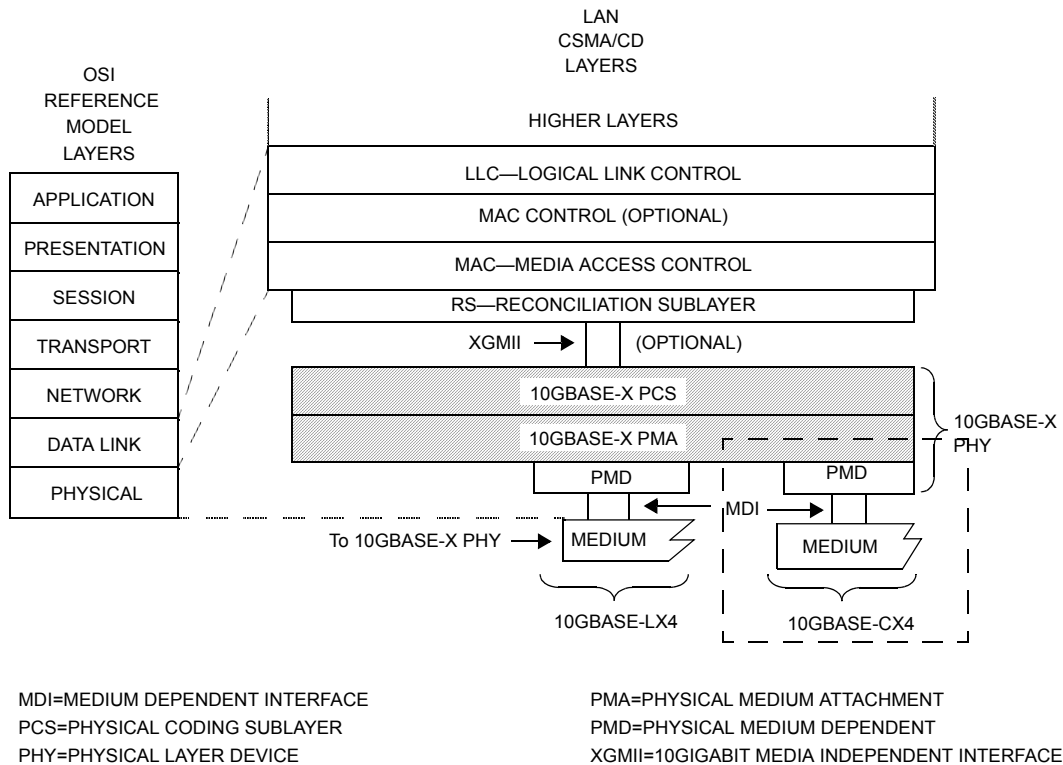 LAN
CSMA/CD
LAYERS
OSI
REFERENCE
MODEL
LAYERS
HIGHER LAYERS
LLC—LOGICAL LINK CONTROL
APPLICATION
MAC CONTROL (OPTIONAL)
PRESENTATION
MAC—MEDIA ACCESS CONTROL
SESSION
RS—RECONCILIATION SUBLAYER
TRANSPORT
XGMII
(OPTIONAL)
NETWORK
10GBASE-X PCS
DATA LINK
10GBASE-X PMA
10GBASE-X
PHY
PHYSICAL
PMD
PMD
MDI
To 10GBASE-X PHY
MEDIUM
MEDIUM
10GBASE-LX4
10GBASE-CX4
MDI=MEDIUM DEPENDENT INTERFACE
PCS=PHYSICAL CODING SUBLAYER
PHY=PHYSICAL LAYER DEVICE
PMA=PHYSICAL MEDIUM ATTACHMENT
PMD=PHYSICAL MEDIUM DEPENDENT
XGMII=10GIGABIT MEDIA INDEPENDENT INTERFACE